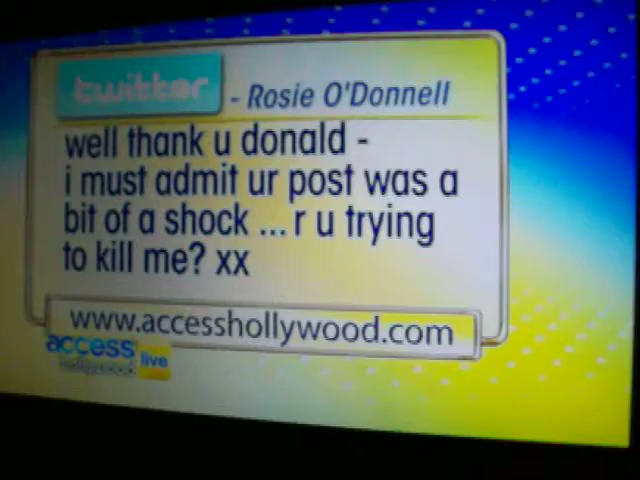 twitter
- Rosie O'Donnell
well thank u donald -
i must admit ur post was a
bit of a shock ... r u trying
to kill me? xx
www.accesshollywood.com
access
hollywood live